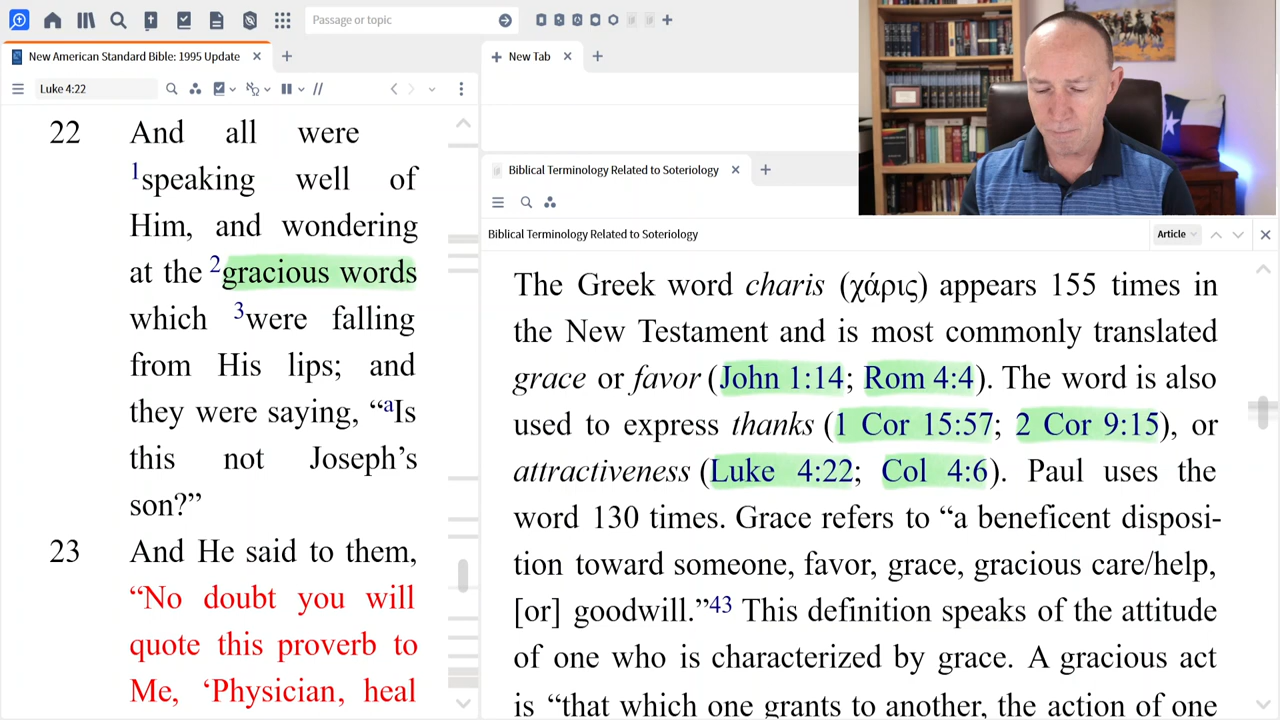 Passage or topic
New American Standard Bible: 1995 Update
New Tab
Luke 4:22
22 And all were
1speaking well of
Him, and wondering
at the 2gracious words
which 3were falling
from His lips; and
they were saying, “aIs
this not Joseph’s
son?”
23 And He said to them,
“No doubt you will
quote this proverb to
Me, ‘Physician, heal
Biblical Terminology Related to Soteriology
Biblical Terminology Related to Soteriology
Article
The Greek word charis (χάρις) appears 155 times in
the New Testament and is most commonly translated
grace or favor (John 1:14; Rom 4:4). The word is also
used to express thanks (1 Cor 15:57; 2 Cor 9:15), or
attractiveness (Luke 4:22; Col 4:6). Paul uses the
word 130 times. Grace refers to “a beneficent disposi-
tion toward someone, favor, grace, gracious care/help,
[or] goodwill.”43 This definition speaks of the attitude
of one who is characterized by grace. A gracious act
is “that which one grants to another, the action of one